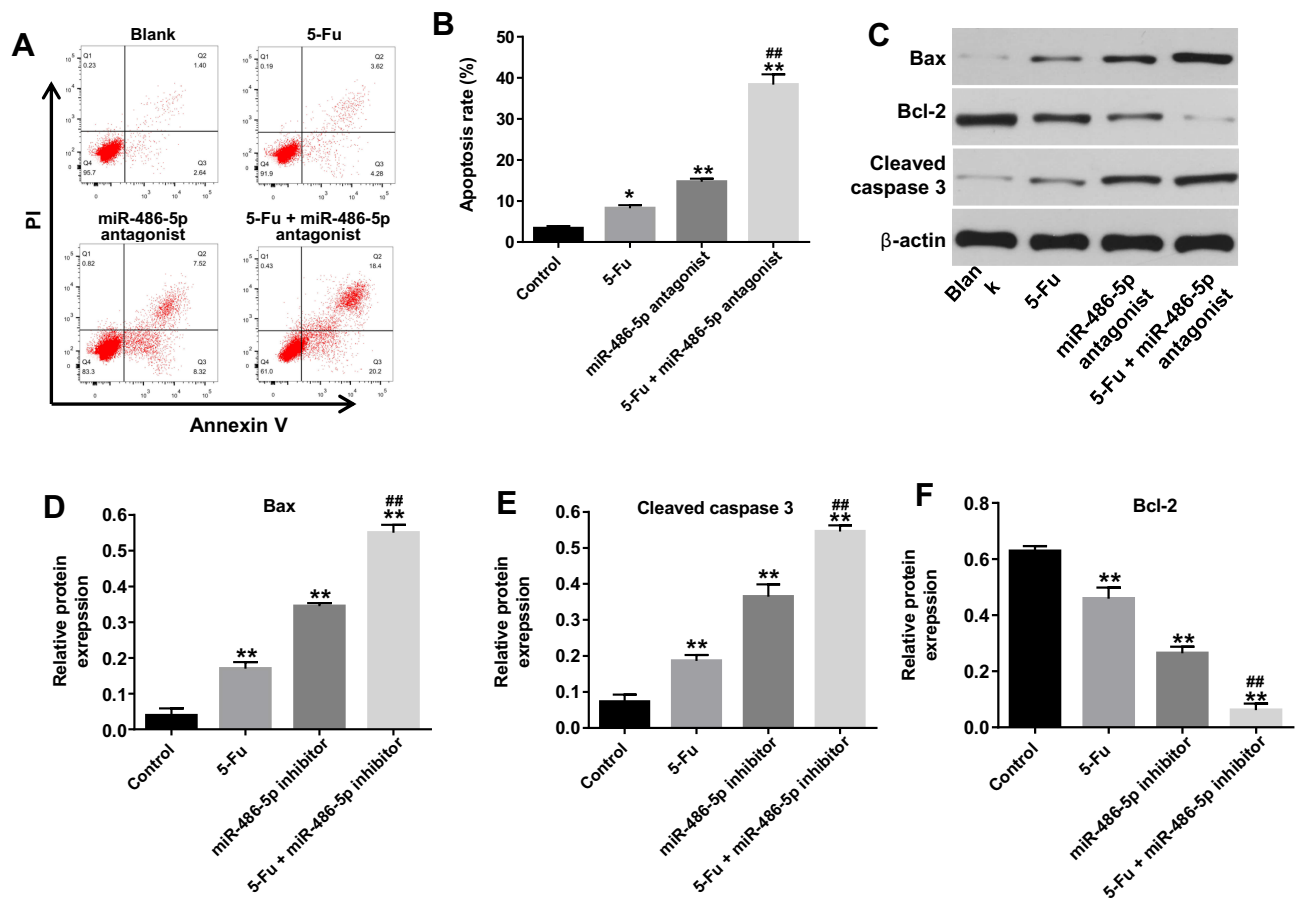 A
Blank
5-Fu
Q1
0.23
Q2
1.40
Q4
95.7
Q3
2.64
Q1
0.19
Q2
3.62
Q4
91.9
Q3
4.28
miR-486-5p
antagonist
5-Fu + miR-486-5p
antagonist
Q1
0.82
Q2
7.52
Q4
83.3
Q3
8.32
Q1
0.43
Q2
18.4
Q4
61.0
Q3
20.2
PI
Annexin V
B
Apoptosis rate (%)
50
40
30
20
10
0
*
**
##
**
Control
5-Fu
miR-486-5p antagonist
5-Fu + miR-486-5p antagonist
C
Bax
Bcl-2
Cleaved
caspase 3
β-actin
Blan
k
5-Fu
miR-486-5p
antagonist
5-Fu + miR-486-5p
antagonist
D
Bax
Relative protein
exrepssion
0.6
0.5
0.4
0.3
0.2
0.1
0.0
**
**
##
**
Control
5-Fu
miR-486-5p inhibitor
5-Fu + miR-486-5p inhibitor
E
Cleaved caspase 3
Relative protein
exrepssion
0.6
0.5
0.4
0.3
0.2
0.1
0.0
**
**
##
**
Control
5-Fu
miR-486-5p inhibitor
5-Fu + miR-486-5p inhibitor
F
Bcl-2
Relative protein
exrepssion
0.8
0.6
0.4
0.2
0.0
**
**
##
**
Control
5-Fu
miR-486-5p inhibitor
5-Fu + miR-486-5p inhibitor